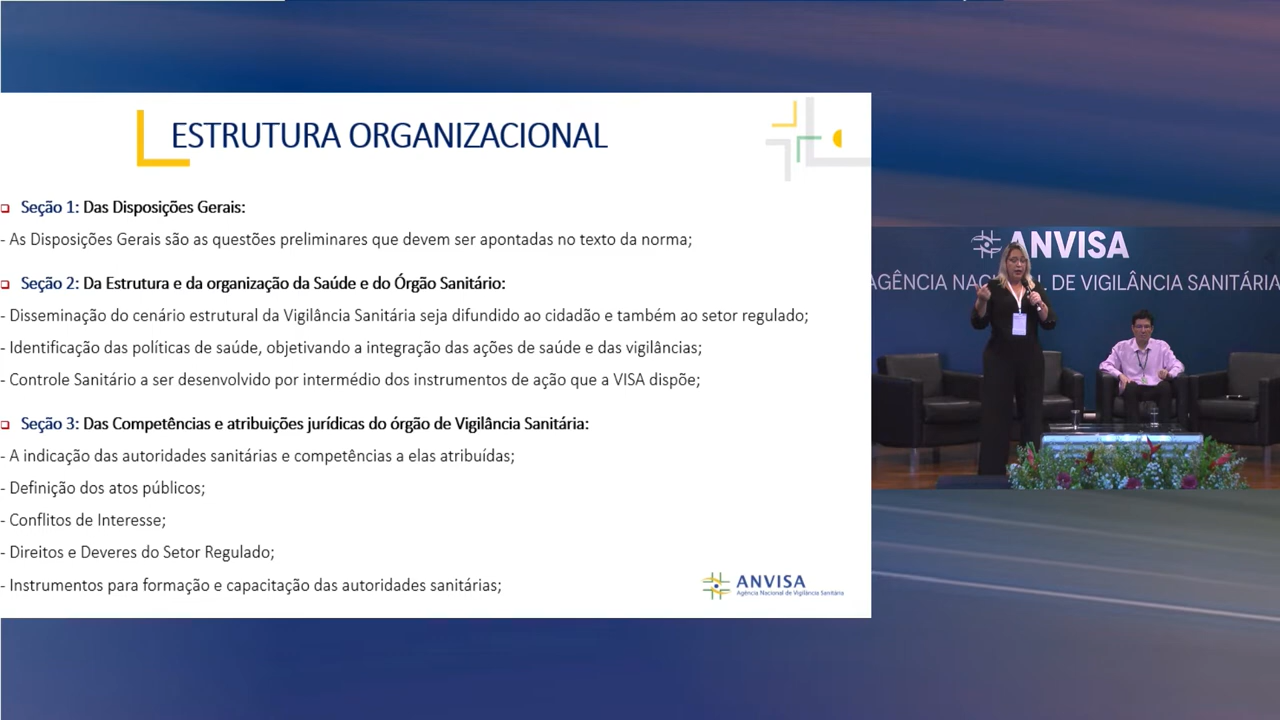 ESTRUTURA ORGANIZACIONAL
Seção 1: Das Disposições Gerais:
- As Disposições Gerais são as questões preliminares que devem ser apontadas no texto da norma;
Seção 2: Da Estrutura e da organização da Saúde e do Órgão Sanitário:
- Disseminação do cenário estrutural da Vigilância Sanitária seja difundido ao cidadão e também ao setor regulado;
- Identificação das políticas de saúde, objetivando a integração das ações de saúde e das vigilâncias;
- Controle Sanitário a ser desenvolvido por intermédio dos instrumentos de ação que a VISA dispõe;
Seção 3: Das Competências e atribuições jurídicas do órgão de Vigilância Sanitária:
- A indicação das autoridades sanitárias e competências a elas atribuídas;
- Definição dos atos públicos;
- Conflitos de Interesse;
- Direitos e Deveres do Setor Regulado;
- Instrumentos para formação e capacitação das autoridades sanitárias;
ANVISA
Agência Nacional de Vigilância Sanitária
ANVISA
AGÊNCIA NAC L DE VIGILÂNCIA SANITÁRIA